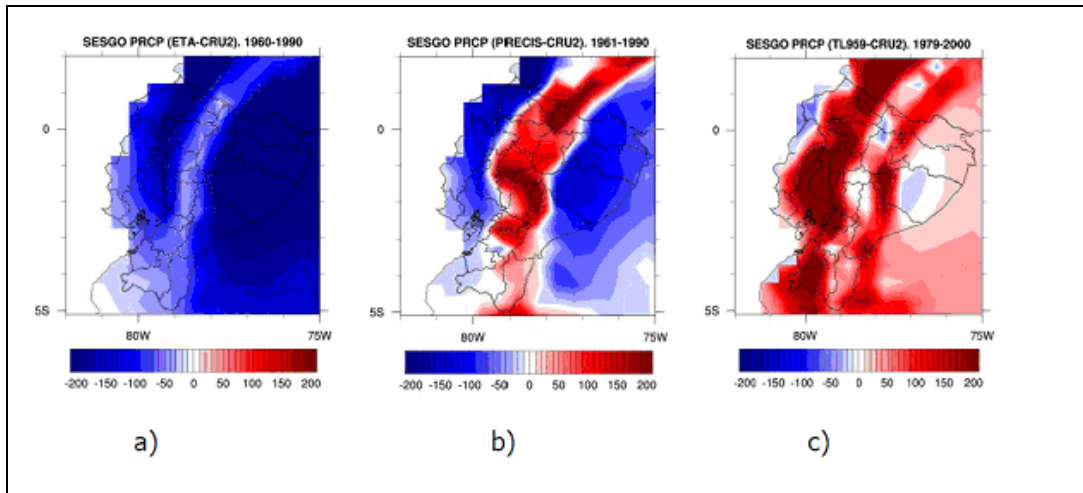 SESGO PRCP (ETA-CRU2). 1960-1990
0
5S
80W 75W
-200 -150 -100 -50 0 50 100 150 200
a)
SESGO PRCP (PIRECIS-CRU2). 1961-1990
0
5S
80W 75W
-200 -150 -100 -50 0 50 100 150 200
b)
SESGO PRCP (TL959-CRU2). 1979-2000
0
5S
80W 75W
-200 -150 -100 -50 0 50 100 150 200
c)